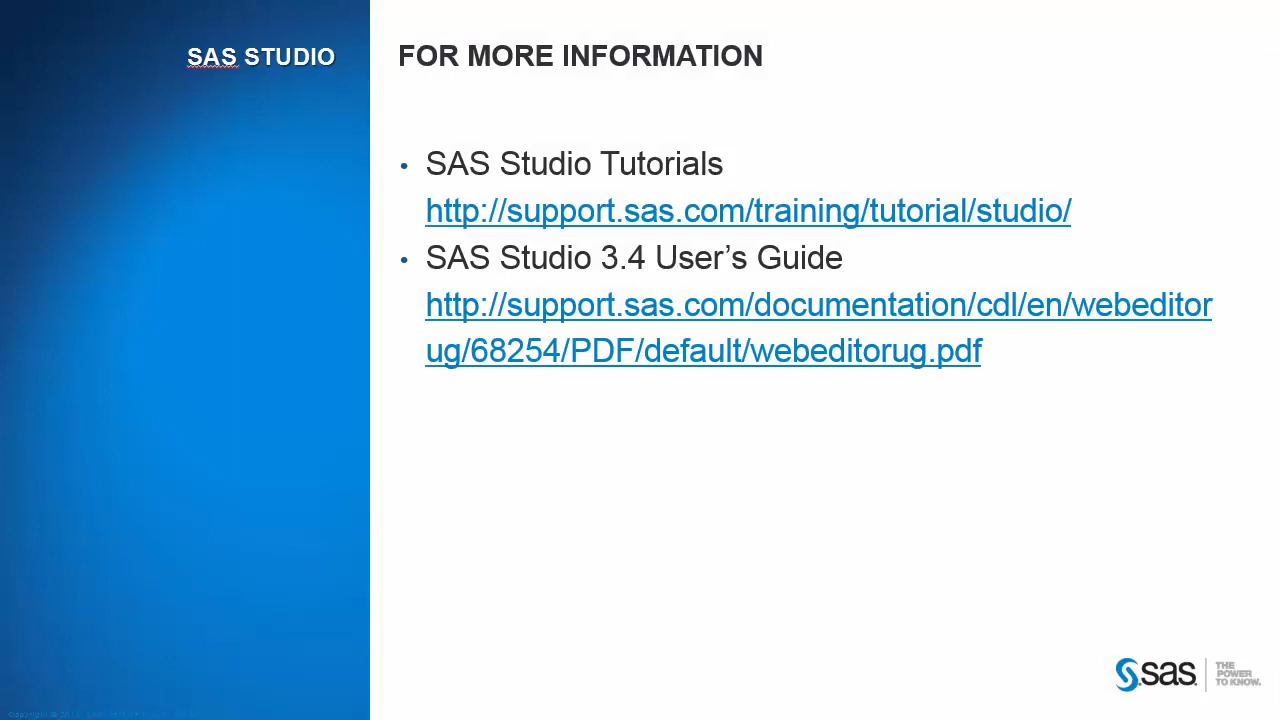 SAS STUDIO
FOR MORE INFORMATION
• SAS Studio Tutorials
http://support.sas.com/training/tutorial/studio/
• SAS Studio 3.4 User’s Guide
http://support.sas.com/documentation/cdl/en/webeditor
ug/68254/PDF/default/webeditorug.pdf
sas
THE
POWER
TO KNOW.